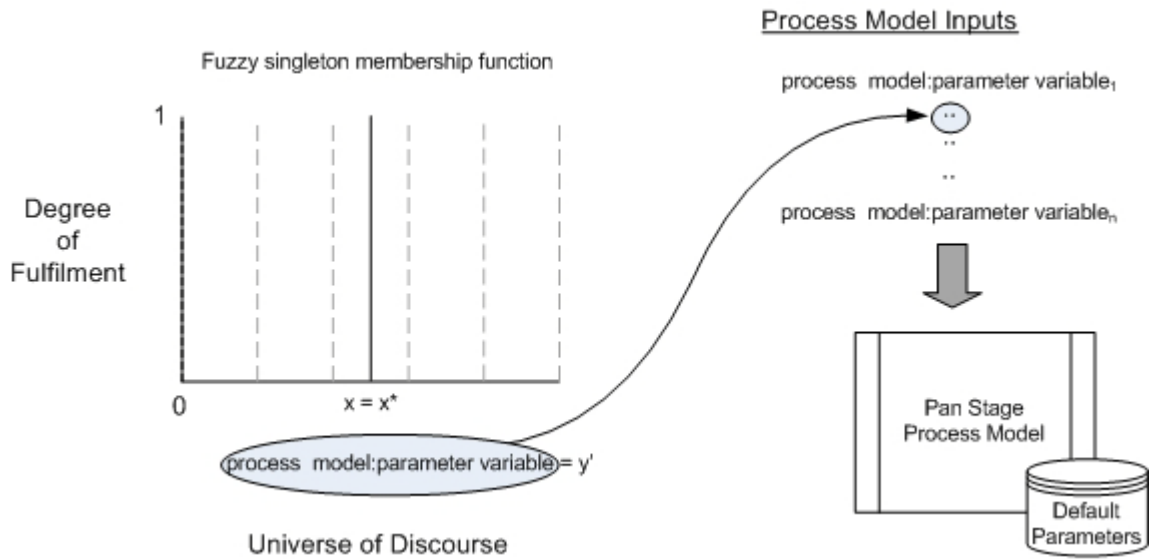 Process Model Inputs
Fuzzy singleton membership function
process model:parameter variable₁
1
..
..
..
Degree
of
Fulfilment
process model:parameter variableₙ
0
x = x*
process model:parameter variable = y'
Universe of Discourse
Pan Stage
Process Model
Default
Parameters